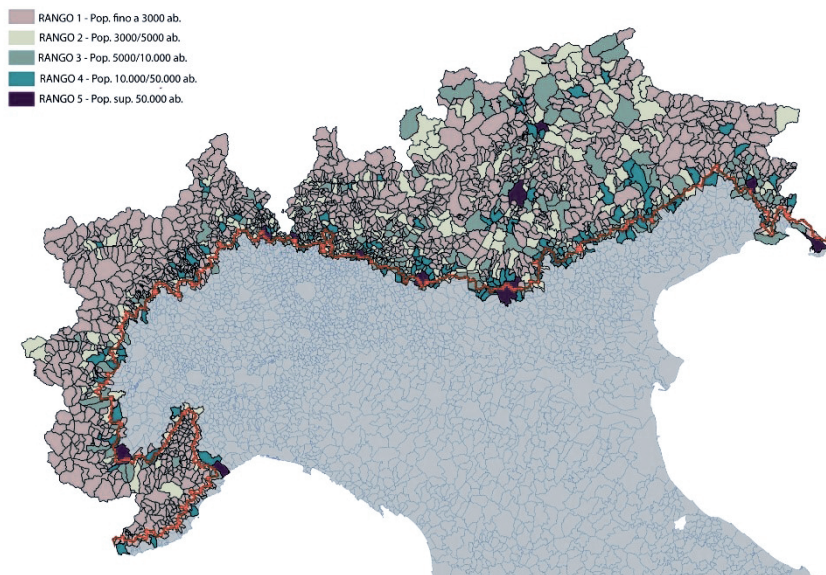 RANGO 1 - Pop. fino a 3000 ab.
RANGO 2 - Pop. 3000/5000 ab.
RANGO 3 - Pop. 5000/10.000 ab.
RANGO 4 - Pop. 10.000/50.000 ab.
RANGO 5 - Pop. sup. 50.000 ab.